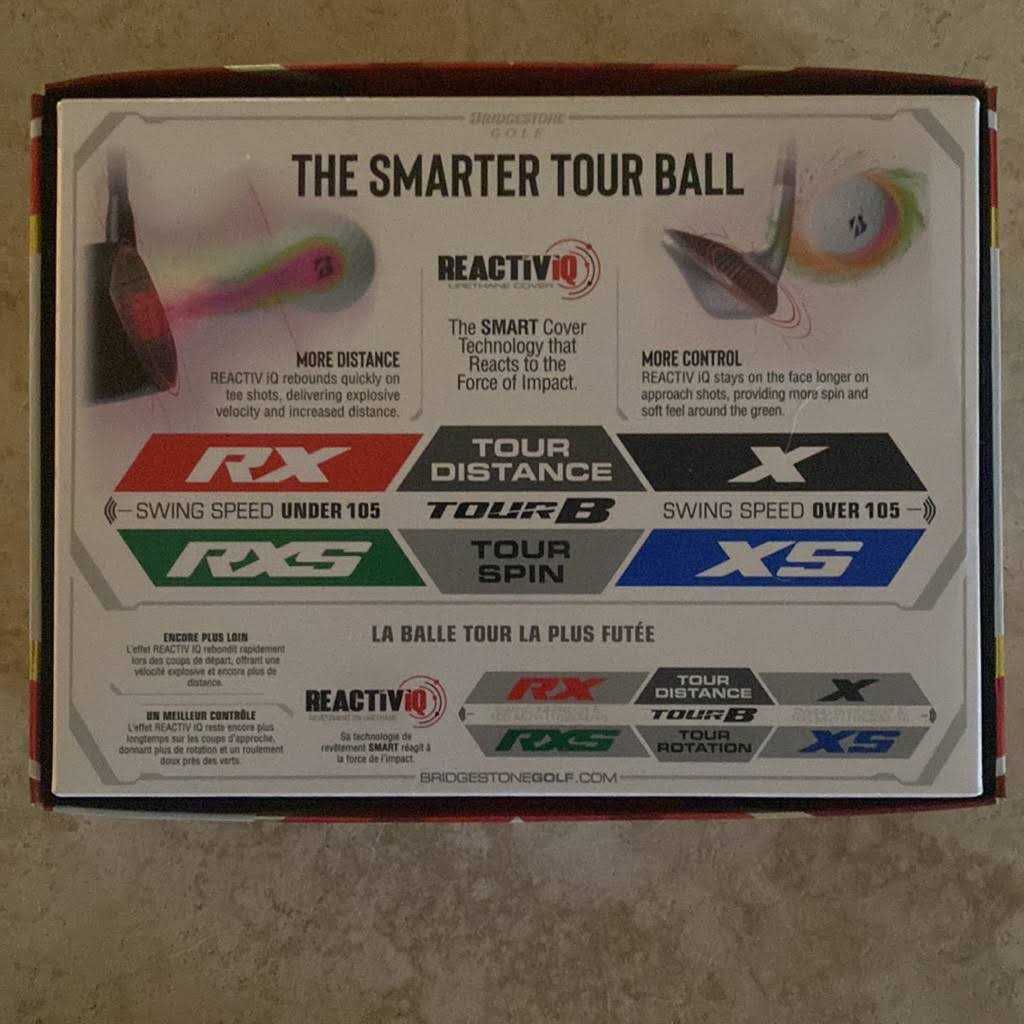 BRIDGESTONE
GOLF
THE SMARTER TOUR BALL
REACTIV iQ
URETHANE COVER
The SMART Cover
Technology that
Reacts to the
Force of Impact.
MORE DISTANCE
REACTIV iQ rebounds quickly on
tee shots, delivering explosive
velocity and increased distance.
MORE CONTROL
REACTIV iQ stays on the face longer on
approach shots, providing more spin and
soft feel around the green.
RX
TOUR
DISTANCE
X
SWING SPEED UNDER 105
TOUR B
SWING SPEED OVER 105
RXS
TOUR
SPIN
XS
LA BALLE TOUR LA PLUS FUTÉE
ENCORE PLUS LOIN
L'effet REACTIV iQ rebondit rapidement
lors des coups de départ, offrant une
vélocité explosive et encore plus de
distance.
UN MEILLEUR CONTRÔLE
L'effet REACTIV iQ reste encore plus
longtemps sur les coups d'approche,
donnant plus de rotation et un roulement
doux près des verts.
REACTIV iQ
Sa technologie de
revêtement SMART réagit à
la force de l'impact.
RX
TOUR
DISTANCE
X
TOUR B
RXS
TOUR
ROTATION
XS
BRIDGESTONEGOLF.COM